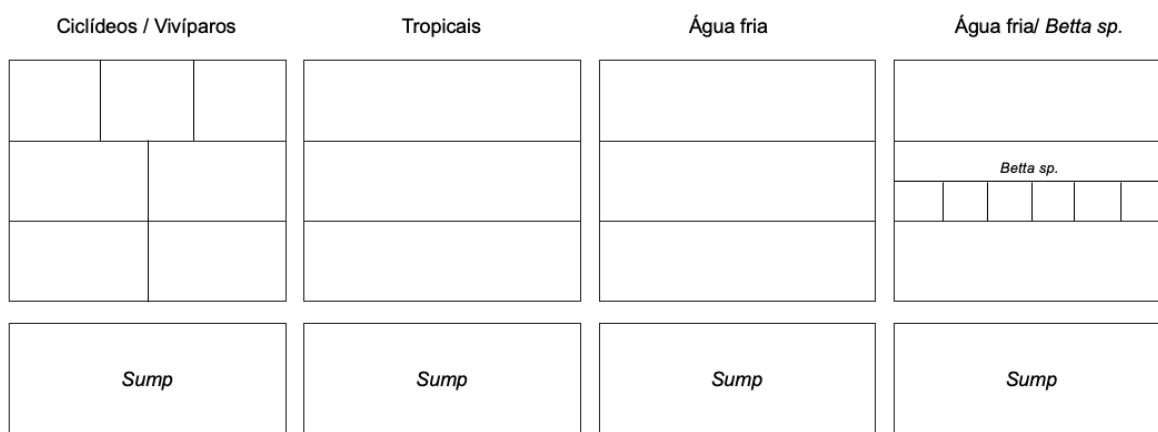 Ciclídeos / Vivíparos
Tropicais
Água fria
Água fria/ Betta sp.
Betta sp.
Sump
Sump
Sump
Sump